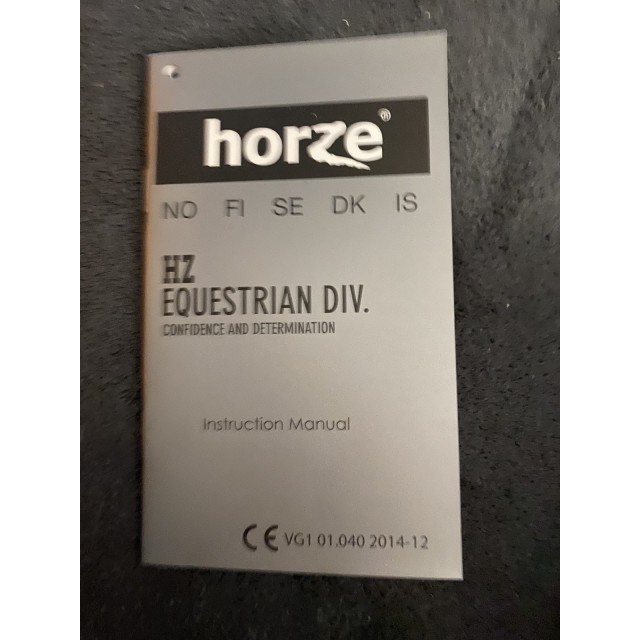 horze®
NO FI SE DK IS
HZ
EQUESTRIAN DIV.
CONFIDENCE AND DETERMINATION
Instruction Manual
CE VG1 01.040 2014-12